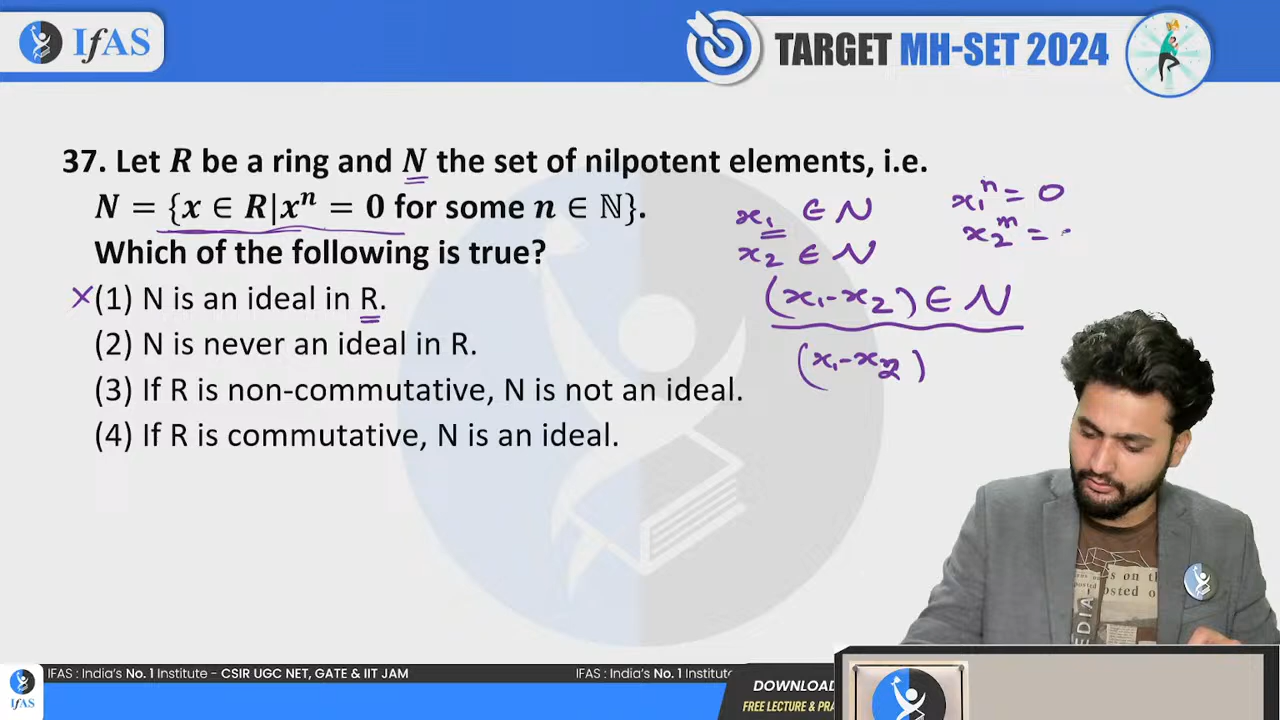 IfAS
TARGET MH-SET 2024
37. Let R be a ring and N the set of nilpotent elements, i.e.
N = {x ∈ R|xⁿ = 0 for some n ∈ ℕ}.
Which of the following is true?
×(1) N is an ideal in R.
(2) N is never an ideal in R.
(3) If R is non-commutative, N is not an ideal.
(4) If R is commutative, N is an ideal.
x₁ ∈ N
x₂ ∈ N
x₁ⁿ = 0
x₂ᵐ =
(x₁-x₂) ∈ N
(x₁-x₂)
MEDIA
IFAS : India's No. 1 Institute - CSIR UGC NET, GATE & IIT JAM
IFAS : India's No. 1 Institute
IfAS
DOWNLOAD
FREE LECTURE & PRA